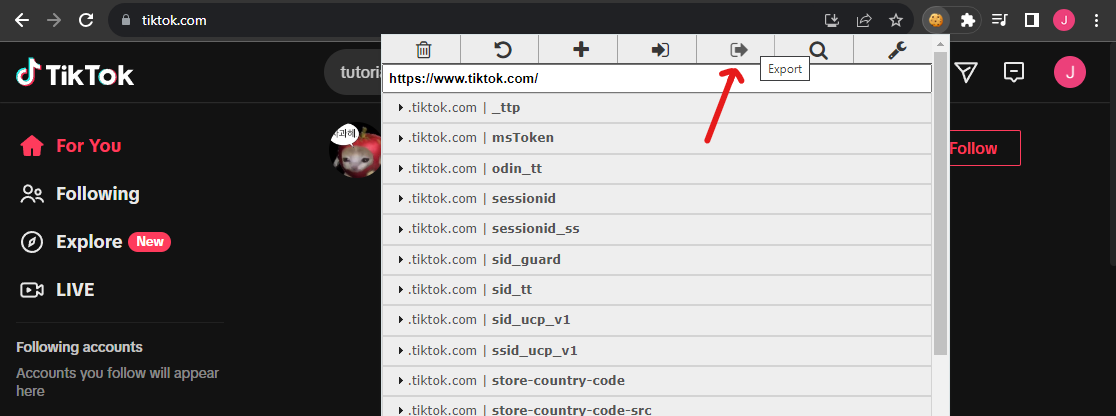 tiktok.com
J
TikTok
tutoria
Export
J
https://www.tiktok.com/
.tiktok.com | _ttp
.tiktok.com | msToken
.tiktok.com | odin_tt
.tiktok.com | sessionid
.tiktok.com | sessionid_ss
.tiktok.com | sid_guard
.tiktok.com | sid_tt
.tiktok.com | sid_ucp_v1
.tiktok.com | ssid_ucp_v1
.tiktok.com | store-country-code
.tiktok.com | store-country-code-src
For You
Following
Explore New
LIVE
Following accounts
Accounts you follow will appear
here
과해
Follow